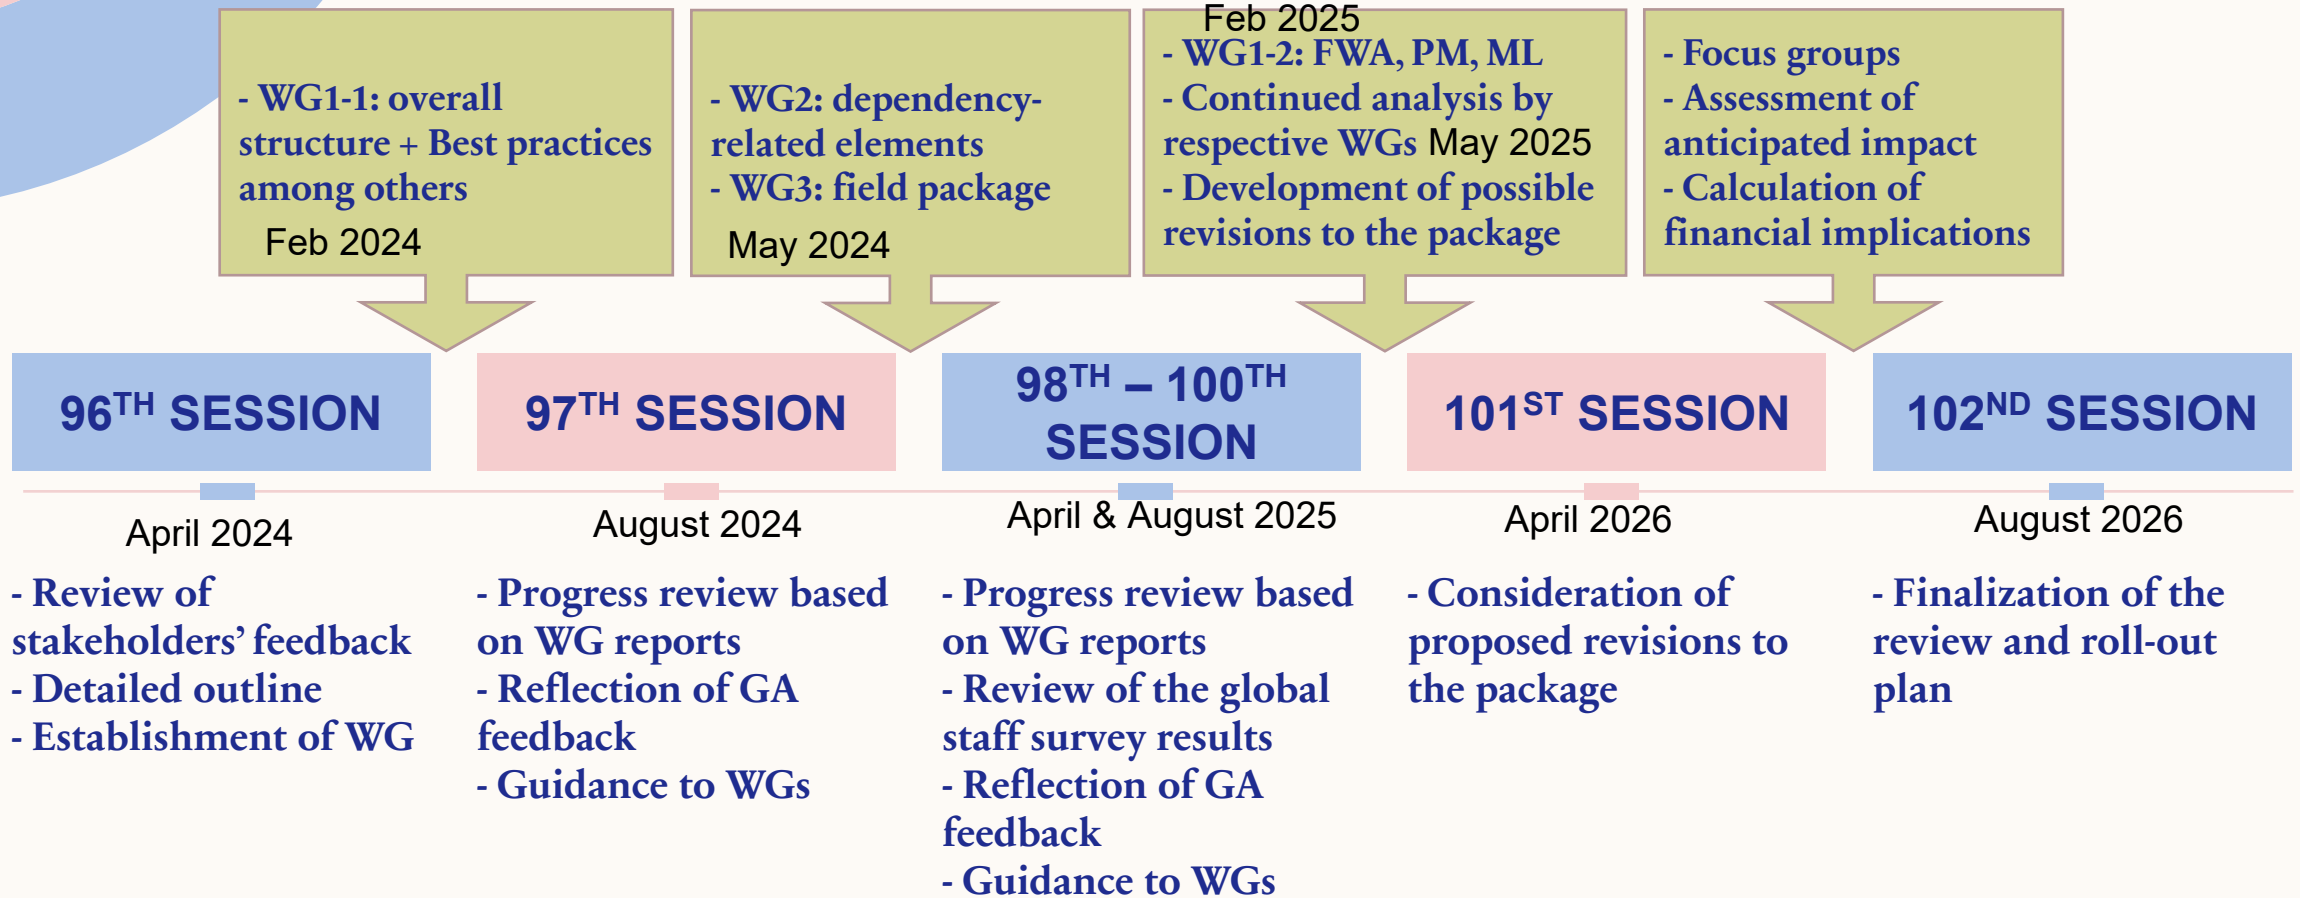 - WG1-1: overall
structure + Best practices
among others
Feb 2024
- WG2: dependency-
related elements
- WG3: field package
May 2024
Feb 2025
- WG1-2: FWA, PM, ML
- Continued analysis by
respective WGs May 2025
- Development of possible
revisions to the package
- Focus groups
- Assessment of
anticipated impact
- Calculation of
financial implications
96TH SESSION
97TH SESSION
98TH – 100TH
SESSION
101ST SESSION
102ND SESSION
April 2024
August 2024
April & August 2025
April 2026
August 2026
- Review of
stakeholders’ feedback
- Detailed outline
- Establishment of WG
- Progress review based
on WG reports
- Reflection of GA
feedback
- Guidance to WGs
- Progress review based
on WG reports
- Review of the global
staff survey results
- Reflection of GA
feedback
- Guidance to WGs
- Consideration of
proposed revisions to
the package
- Finalization of the
review and roll-out
plan